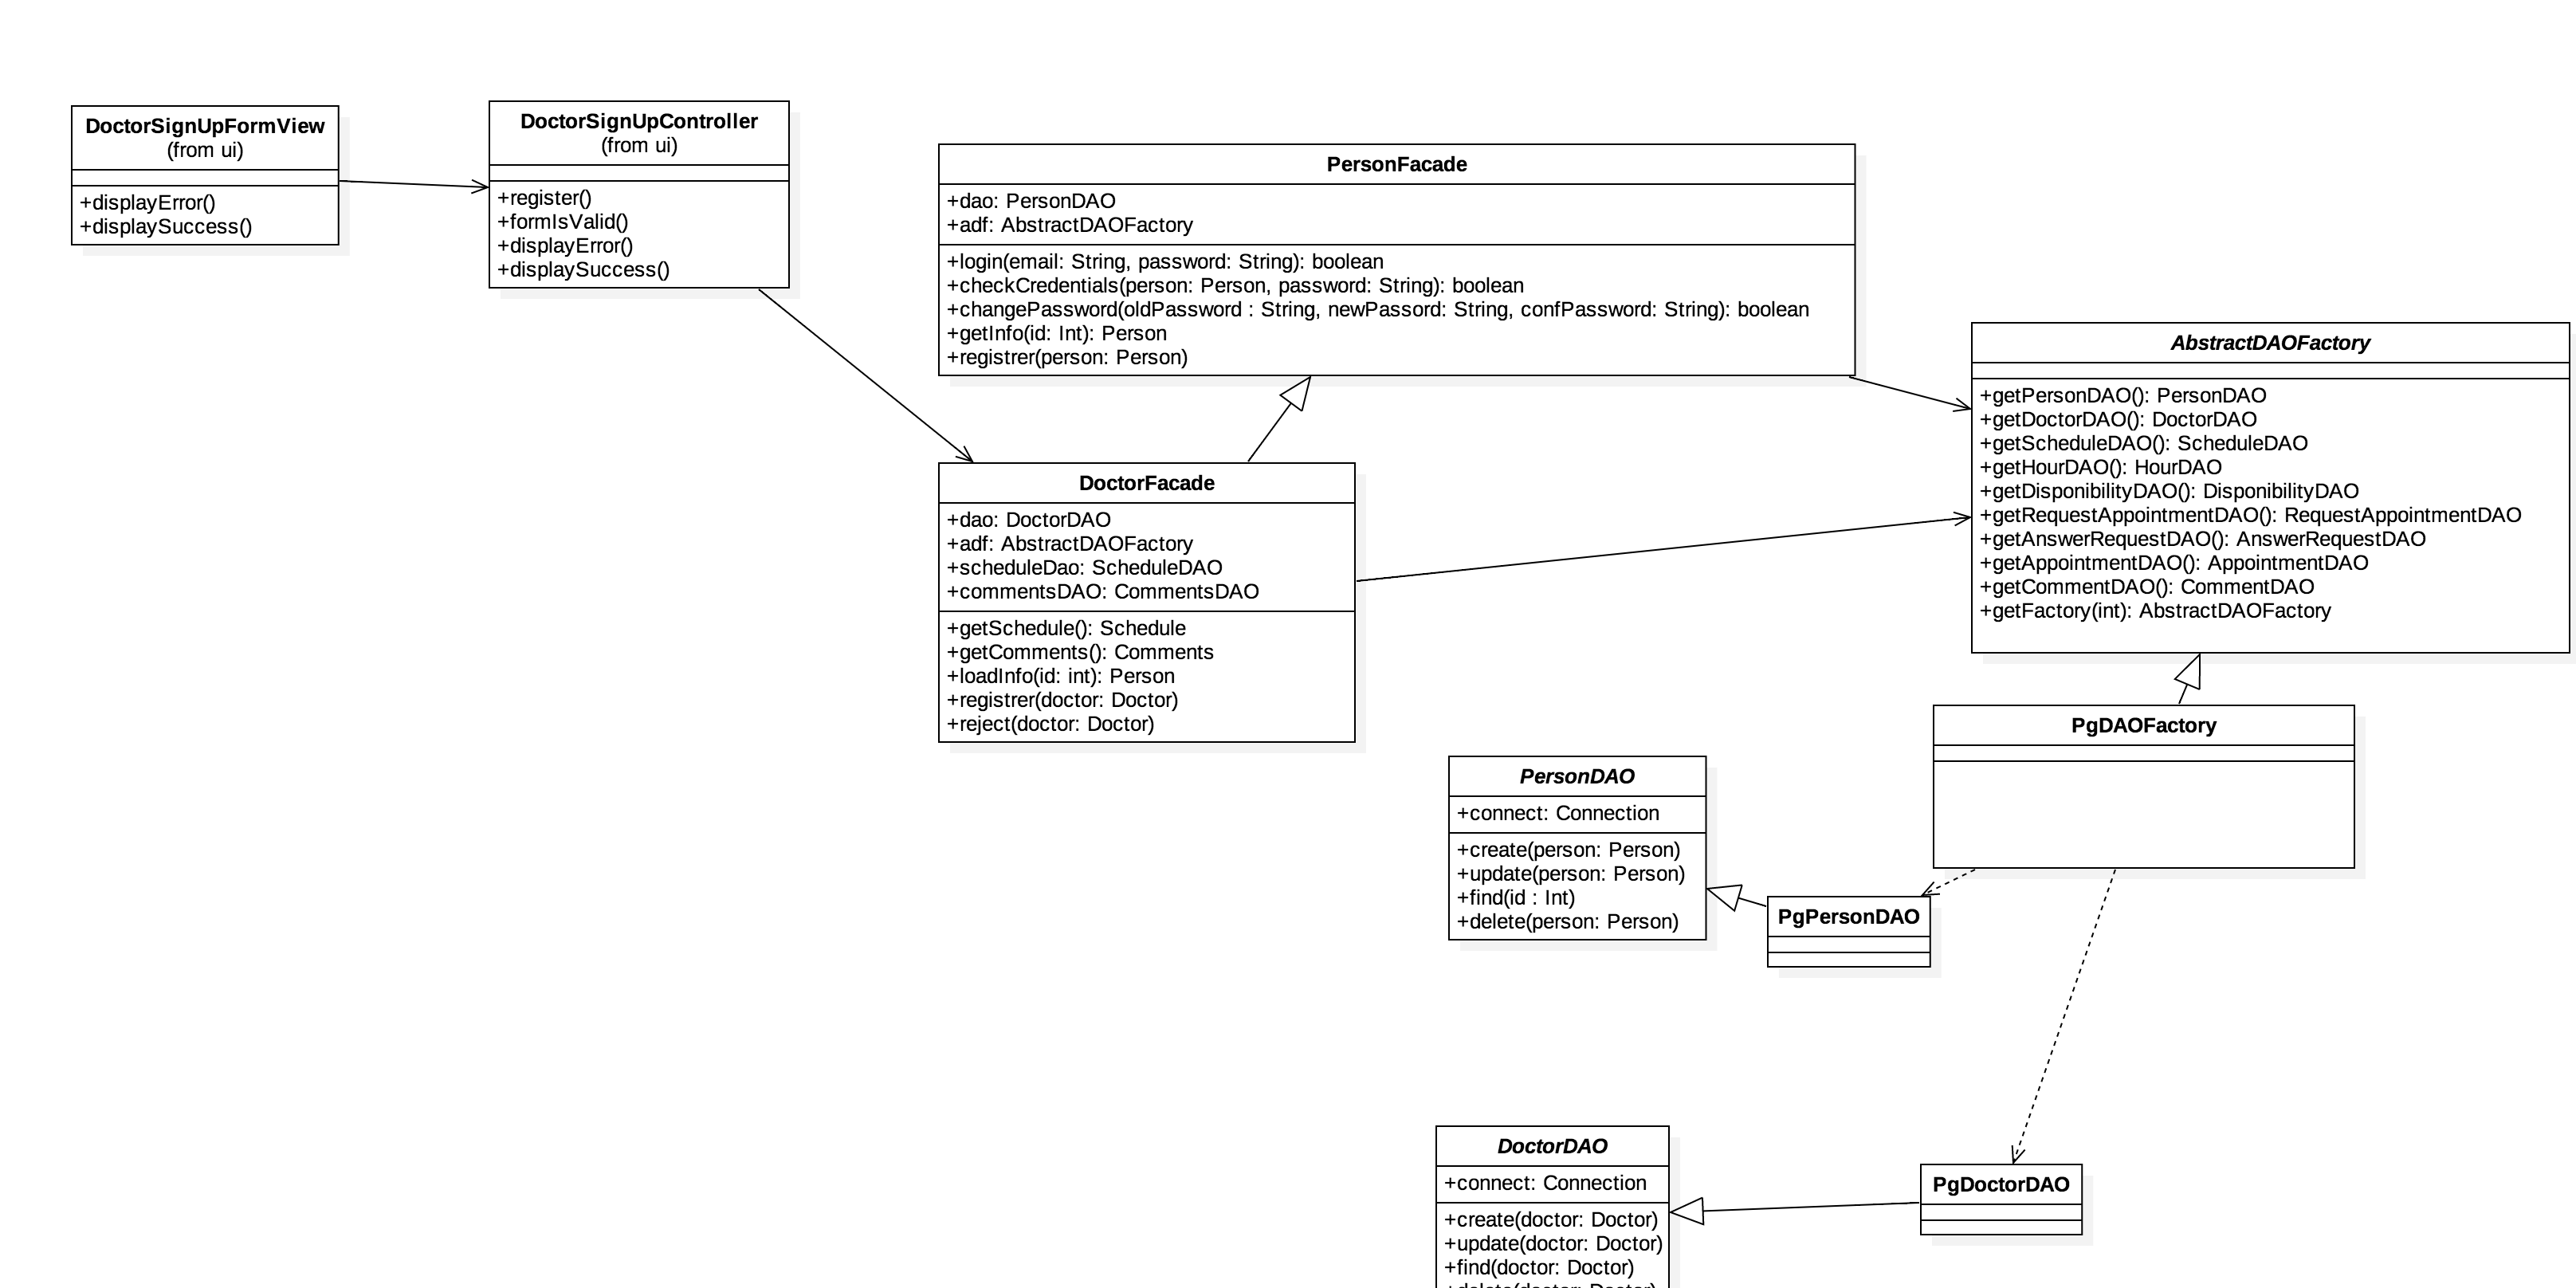 DoctorSignUpFormView
(from ui)
+displayError()
+displaySuccess()
DoctorSignUpController
(from ui)
+register()
+formIsValid()
+displayError()
+displaySuccess()
PersonFacade
+dao: PersonDAO
+adf: AbstractDAOFactory
+login(email: String, password: String): boolean
+checkCredentials(person: Person, password: String): boolean
+changePassword(oldPassword : String, newPassord: String, confPassword: String): boolean
+getInfo(id: Int): Person
+registrer(person: Person)
AbstractDAOFactory
+getPersonDAO(): PersonDAO
+getDoctorDAO(): DoctorDAO
+getScheduleDAO(): ScheduleDAO
+getHourDAO(): HourDAO
+getDisponibilityDAO(): DisponibilityDAO
+getRequestAppointmentDAO(): RequestAppointmentDAO
+getAnswerRequestDAO(): AnswerRequestDAO
+getAppointmentDAO(): AppointmentDAO
+getCommentDAO(): CommentDAO
+getFactory(int): AbstractDAOFactory
DoctorFacade
+dao: DoctorDAO
+adf: AbstractDAOFactory
+scheduleDao: ScheduleDAO
+commentsDAO: CommentsDAO
+getSchedule(): Schedule
+getComments(): Comments
+loadInfo(id: int): Person
+registrer(doctor: Doctor)
+reject(doctor: Doctor)
PgDAOFactory
PersonDAO
+connect: Connection
+create(person: Person)
+update(person: Person)
+find(id : Int)
+delete(person: Person)
PgPersonDAO
DoctorDAO
+connect: Connection
+create(doctor: Doctor)
+update(doctor: Doctor)
+find(doctor: Doctor)
+delete(doctor: Doctor)
PgDoctorDAO